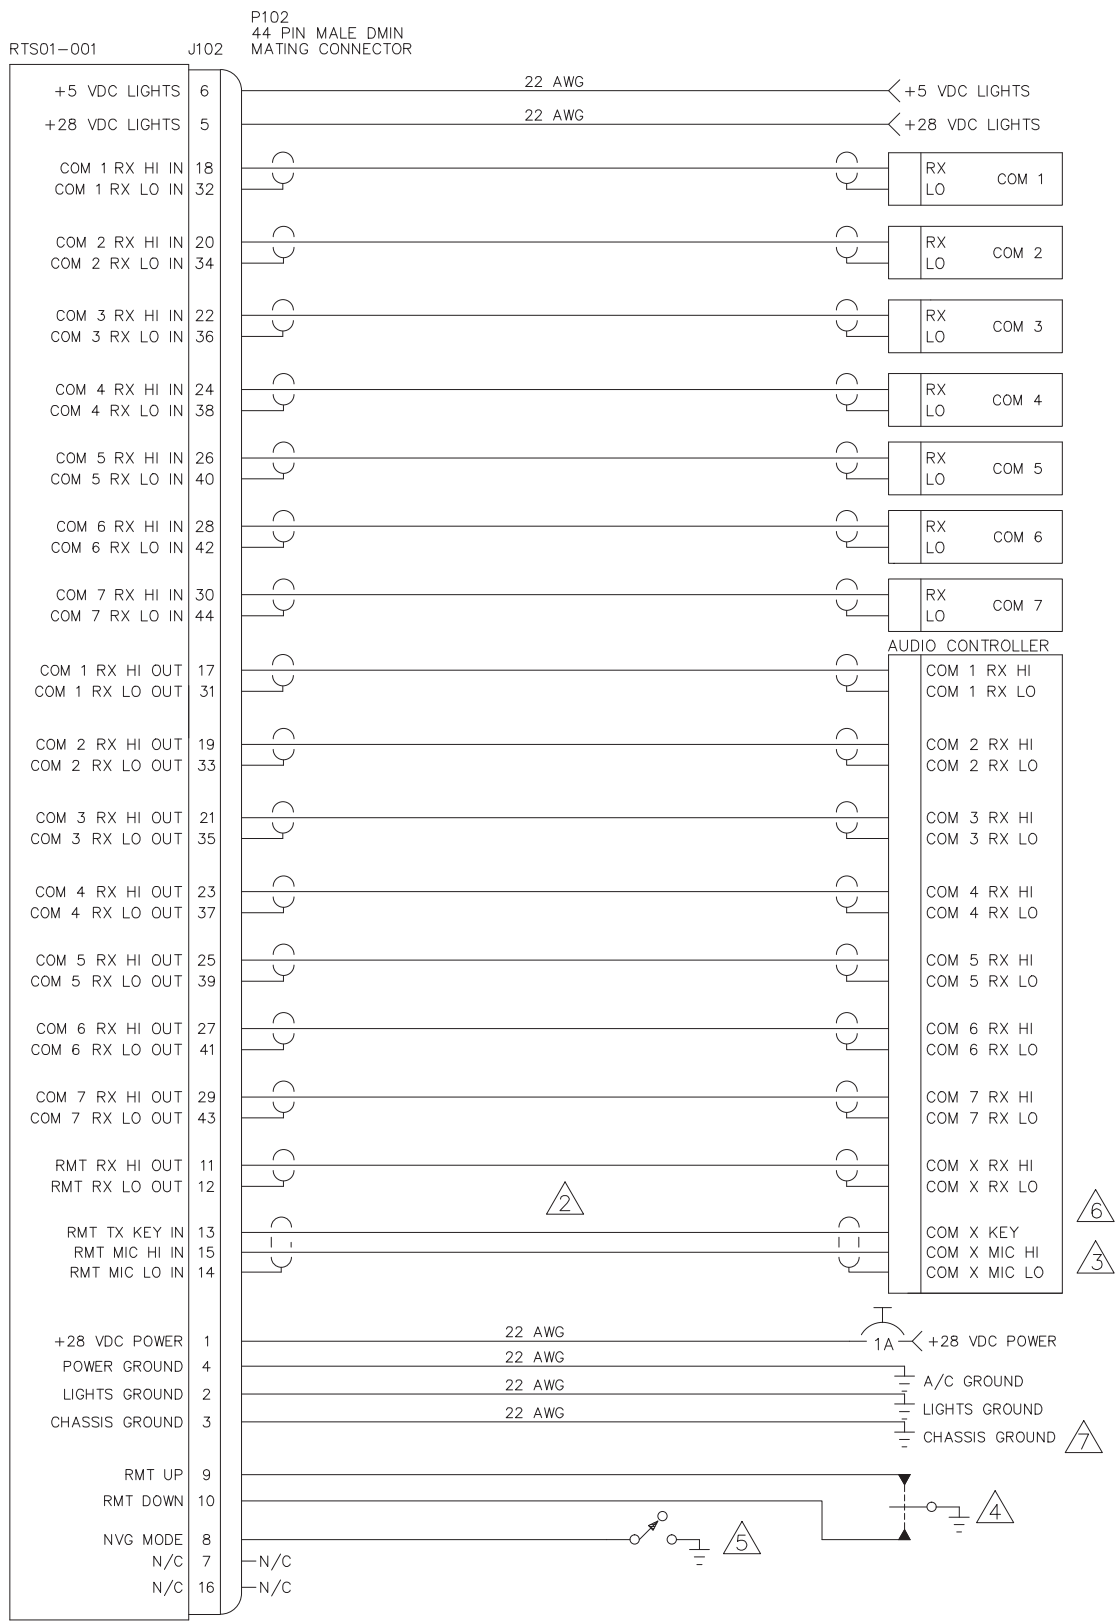 P102
44 PIN MALE DMIN
RTS01-001 J102 MATING CONNECTOR
+5 VDC LIGHTS 6 22 AWG +5 VDC LIGHTS
+28 VDC LIGHTS 5 22 AWG +28 VDC LIGHTS
COM 1 RX HI IN 18 RX
COM 1
COM 1 RX LO IN 32 LO
COM 2 RX HI IN 20 RX
COM 2
COM 2 RX LO IN 34 LO
COM 3 RX HI IN 22 RX
COM 3
COM 3 RX LO IN 36 LO
COM 4 RX HI IN 24 RX
COM 4
COM 4 RX LO IN 38 LO
COM 5 RX HI IN 26 RX
COM 5
COM 5 RX LO IN 40 LO
COM 6 RX HI IN 28 RX
COM 6
COM 6 RX LO IN 42 LO
COM 7 RX HI IN 30 RX
COM 7
COM 7 RX LO IN 44 LO
AUDIO CONTROLLER
COM 1 RX HI OUT 17 COM 1 RX HI
COM 1 RX LO OUT 31 COM 1 RX LO
COM 2 RX HI OUT 19 COM 2 RX HI
COM 2 RX LO OUT 33 COM 2 RX LO
COM 3 RX HI OUT 21 COM 3 RX HI
COM 3 RX LO OUT 35 COM 3 RX LO
COM 4 RX HI OUT 23 COM 4 RX HI
COM 4 RX LO OUT 37 COM 4 RX LO
COM 5 RX HI OUT 25 COM 5 RX HI
COM 5 RX LO OUT 39 COM 5 RX LO
COM 6 RX HI OUT 27 COM 6 RX HI
COM 6 RX LO OUT 41 COM 6 RX LO
COM 7 RX HI OUT 29 COM 7 RX HI
COM 7 RX LO OUT 43 COM 7 RX LO
RMT RX HI OUT 11 COM X RX HI
RMT RX LO OUT 12 COM X RX LO
2
6
RMT TX KEY IN 13 COM X KEY
RMT MIC HI IN 15 COM X MIC HI
3
RMT MIC LO IN 14 COM X MIC LO
+28 VDC POWER 1 22 AWG 1A +28 VDC POWER
POWER GROUND 4 22 AWG A/C GROUND
LIGHTS GROUND 2 22 AWG LIGHTS GROUND
CHASSIS GROUND 3 22 AWG CHASSIS GROUND 7
RMT UP 9
RMT DOWN 10 4
NVG MODE 8 5
N/C 7 N/C
N/C 16 N/C